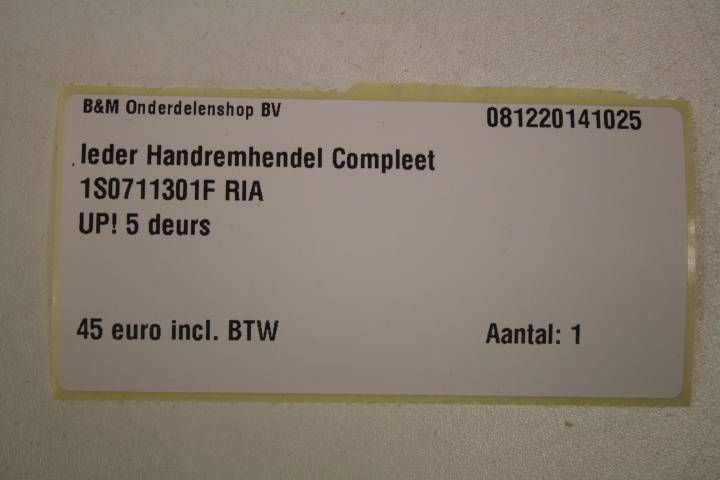 B&M Onderdelenshop BV
081220141025
leder Handremhendel Compleet
1S0711301F RIA
UP! 5 deurs
45 euro incl. BTW
Aantal: 1